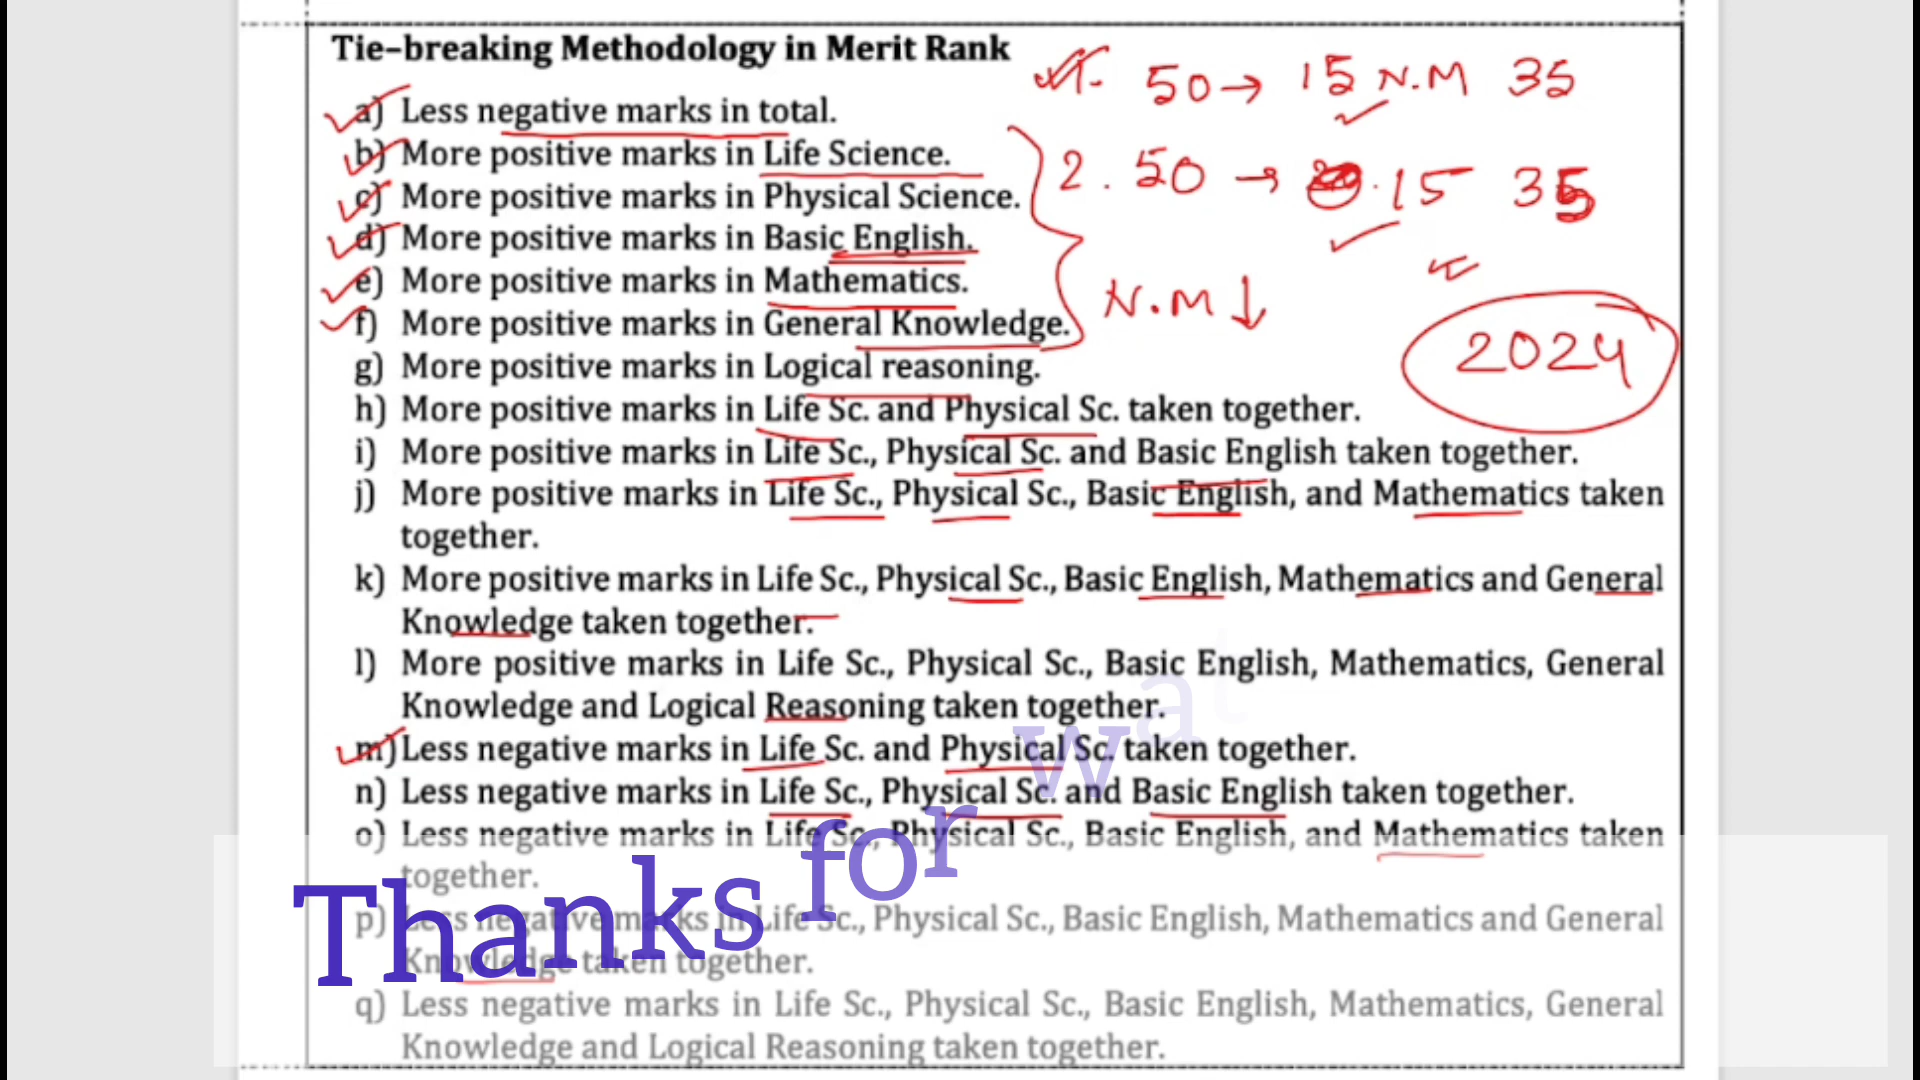 Tie-breaking Methodology in Merit Rank
1. 50→ 15 N.M 35
a) Less negative marks in total.
b) More positive marks in Life Science.
2. 50 → 15 35
c) More positive marks in Physical Science.
d) More positive marks in Basic English.
e) More positive marks in Mathematics.
N.M↓
f) More positive marks in General Knowledge.
2024
g) More positive marks in Logical reasoning.
h) More positive marks in Life Sc. and Physical Sc. taken together.
i) More positive marks in Life Sc., Physical Sc. and Basic English taken together.
j) More positive marks in Life Sc., Physical Sc., Basic English, and Mathematics taken
together.
k) More positive marks in Life Sc., Physical Sc., Basic English, Mathematics and General
Knowledge taken together.
l) More positive marks in Life Sc., Physical Sc., Basic English, Mathematics, General
Knowledge and Logical Reasoning taken together.
m) Less negative marks in Life Sc. and Physical Sc. taken together.
n) Less negative marks in Life Sc., Physical Sc. and Basic English taken together.
o) Less negative marks in Life Sc., Physical Sc., Basic English, and Mathematics taken
together.
p) Less negative marks in Life Sc., Physical Sc., Basic English, Mathematics and General
Knowledge taken together.
q) Less negative marks in Life Sc., Physical Sc., Basic English, Mathematics, General
Knowledge and Logical Reasoning taken together.
Thanks for wat